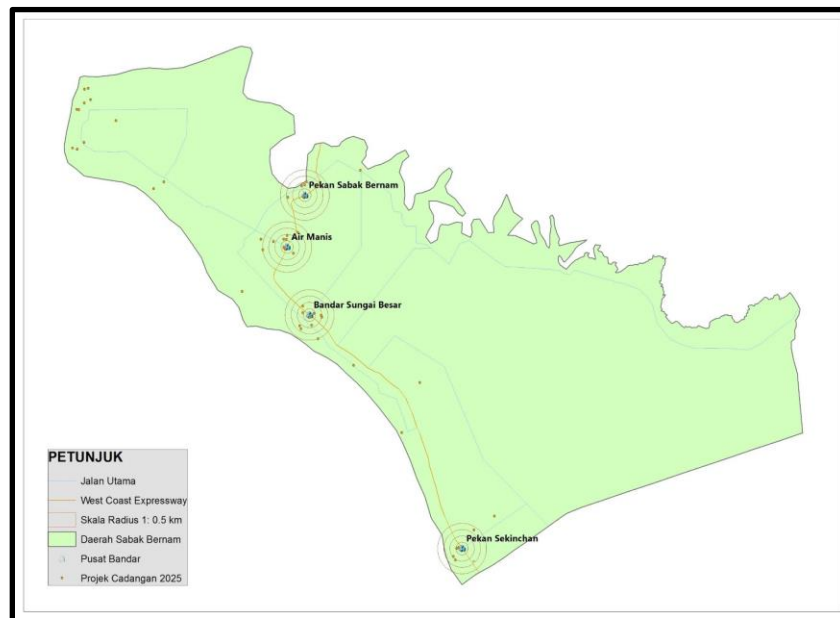 Pekan Sabak Bernam
Air Manis
Bandar Sungai Besar
Pekan Sekinchan
PETUNJUK
Jalan Utama
West Coast Expressway
Skala Radius 1: 0.5 km
Daerah Sabak Bernam
Pusat Bandar
Projek Cadangan 2025